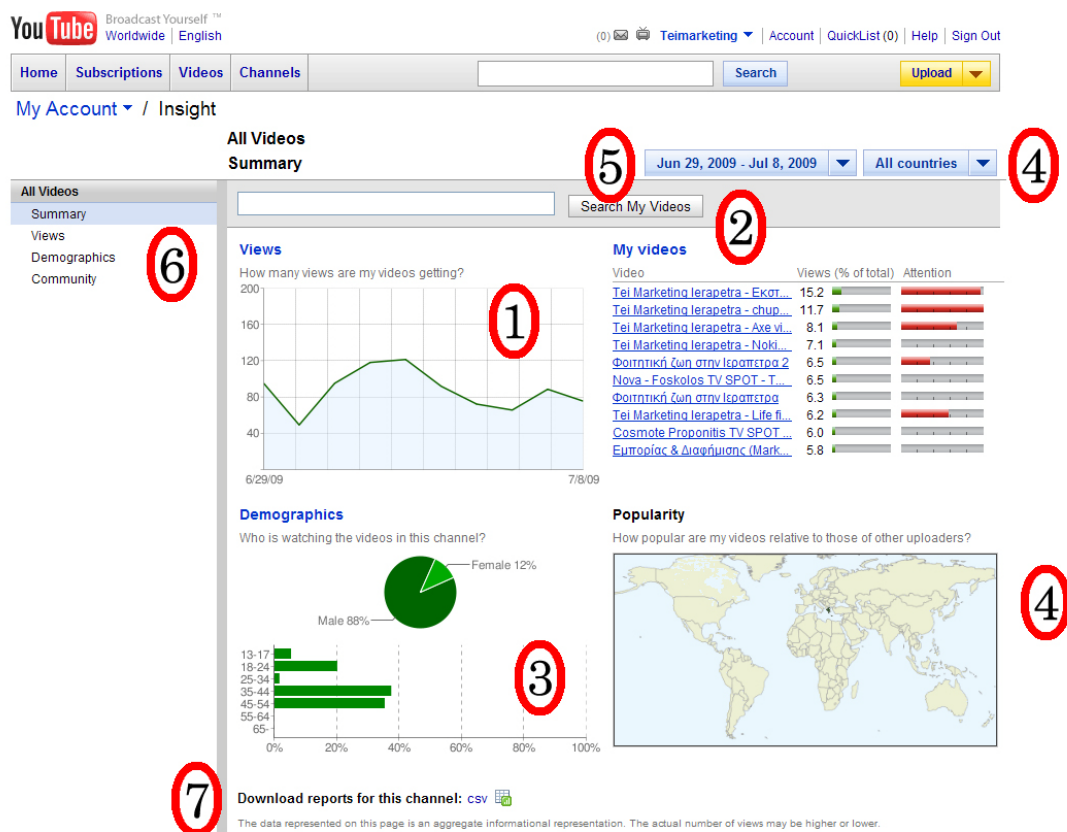 You Tube Broadcast Yourself ™
Worldwide | English
(0) Teimarketing | Account | QuickList (0) | Help | Sign Out
Home Subscriptions Videos Channels Search Upload
My Account / Insight
All Videos
Summary
5 Jun 29, 2009 - Jul 8, 2009 All countries 4
All Videos
Summary
Views
Demographics
Community
6
Search My Videos
2
Views
How many views are my videos getting?
200
160
120
80
40
6/29/09 7/8/09
1
My videos
Video Views (% of total) Attention
Tei Marketing Ierapetra - Εκστ... 15.2
Tei Marketing Ierapetra - chup... 11.7
Tei Marketing Ierapetra - Axe vi... 8.1
Tei Marketing Ierapetra - Noki... 7.1
Φοιτητική ζωη στην Ιεραπετρα 2 6.5
Nova - Foskolos TV SPOT - T... 6.5
Φοιτητική ζωη στην Ιεραπετρα 6.3
Tei Marketing Ierapetra - Life fi... 6.2
Cosmote Proponitis TV SPOT ... 6.0
Εμπορίας & Διαφήμισης (Mark... 5.8
Demographics
Who is watching the videos in this channel?
Female 12%
Male 88%
13-17
18-24
25-34
35-44
45-54
55-64
65-
0% 20% 40% 60% 80% 100%
3
Popularity
How popular are my videos relative to those of other uploaders?
4
7
Download reports for this channel: csv
The data represented on this page is an aggregate informational representation. The actual number of views may be higher or lower.